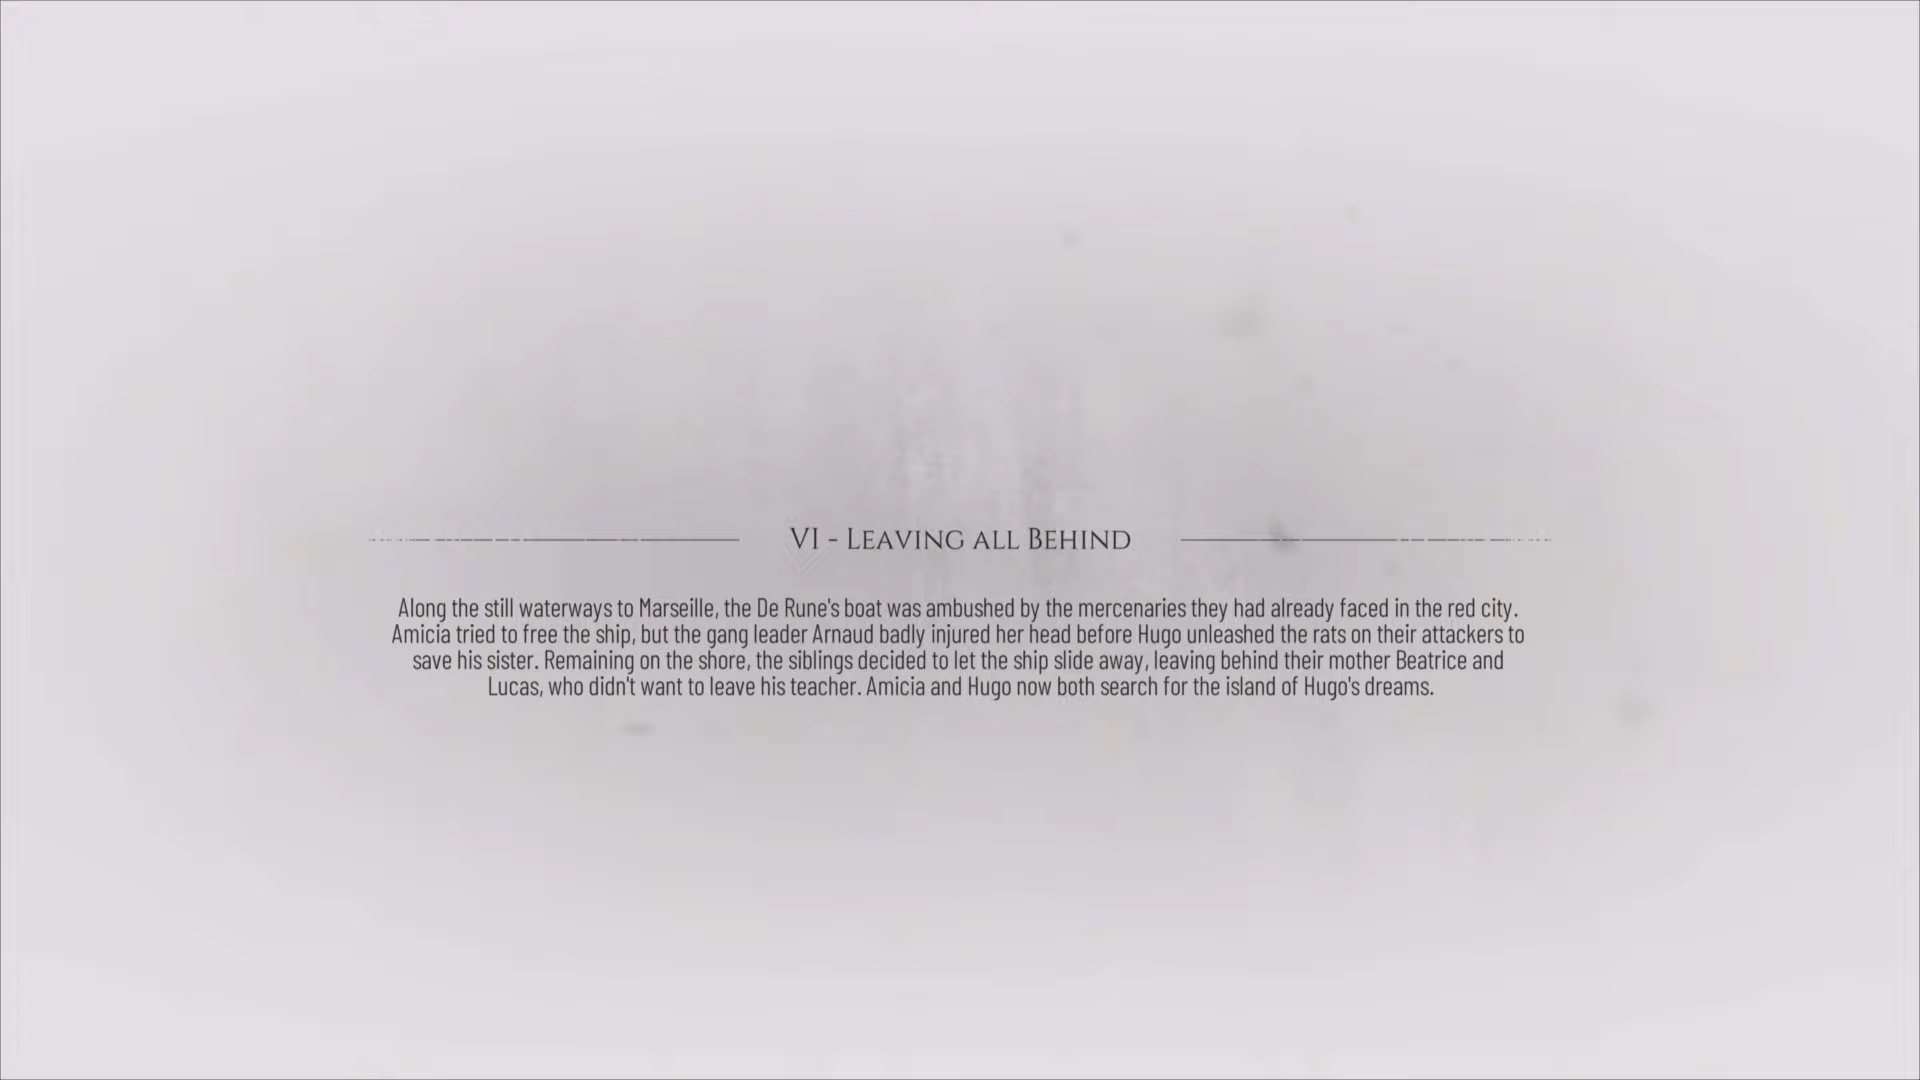 VI - Leaving all Behind
Along the still waterways to Marseille, the De Rune's boat was ambushed by the mercenaries they had already faced in the red city.
Amicia tried to free the ship, but the gang leader Arnaud badly injured her head before Hugo unleashed the rats on their attackers to
save his sister. Remaining on the shore, the siblings decided to let the ship slide away, leaving behind their mother Beatrice and
Lucas, who didn't want to leave his teacher. Amicia and Hugo now both search for the island of Hugo's dreams.